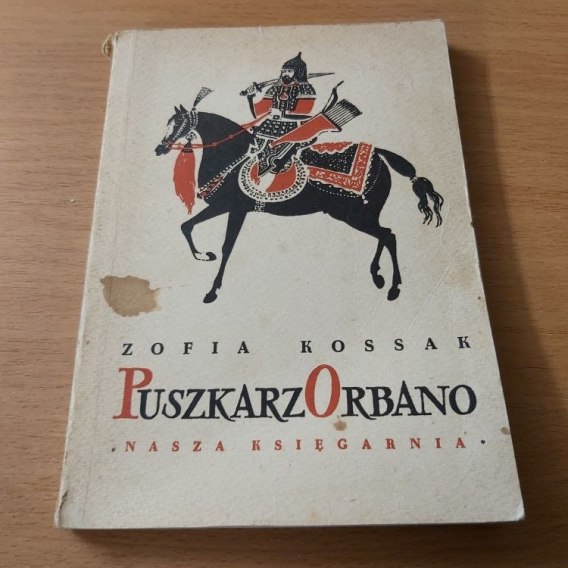 ZOFIA KOSSAK
PUSZKARZ ORBANO
• NASZA KSIĘGARNIA •